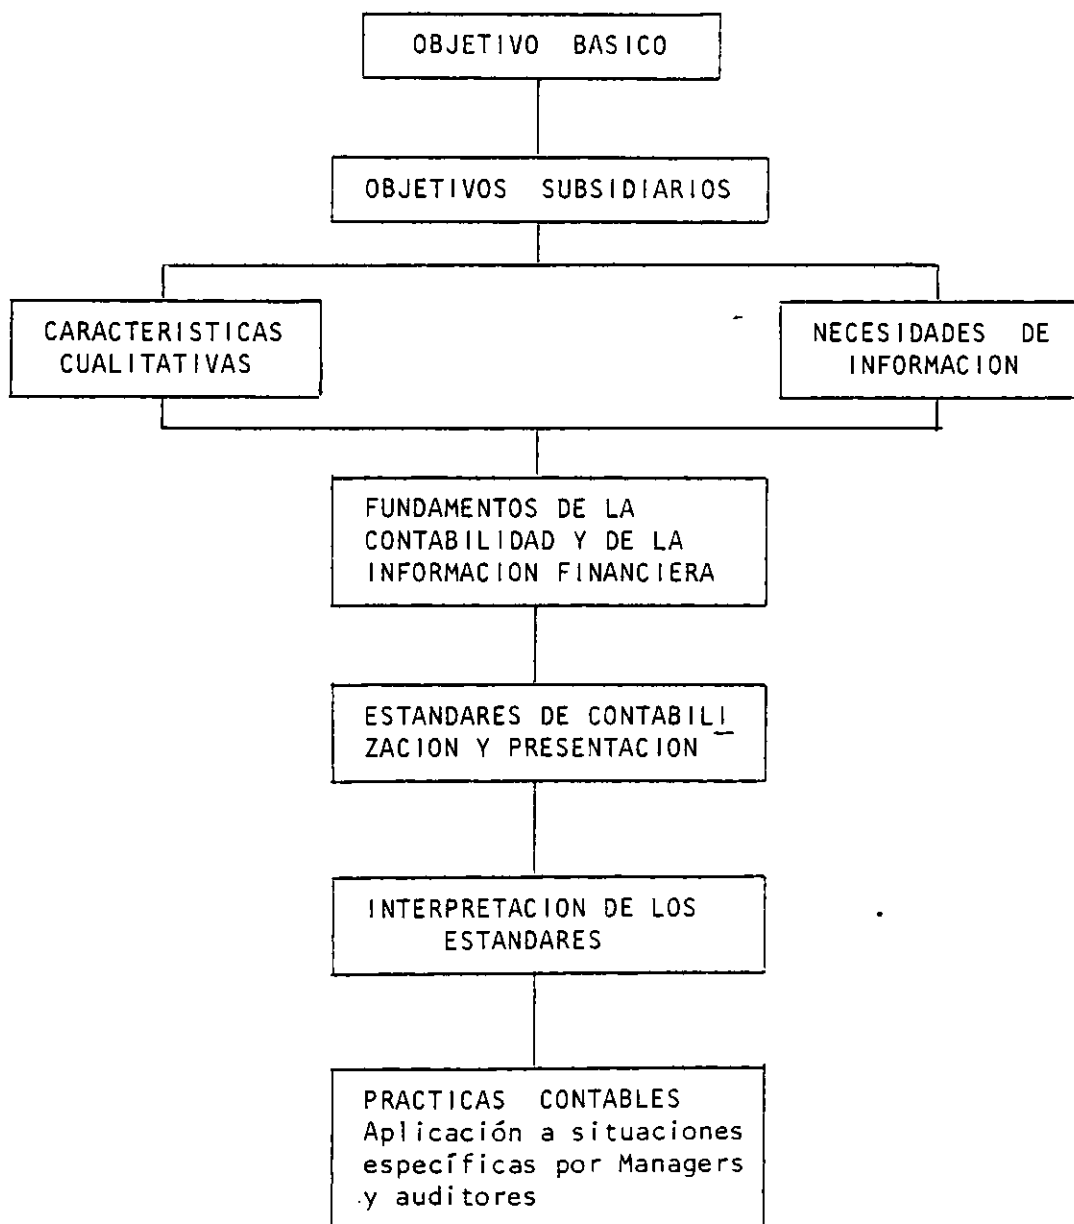 OBJETIVO BASICO
OBJETIVOS SUBSIDIARIOS
CARACTERISTICAS
CUALITATIVAS
NECESIDADES DE
INFORMACION
FUNDAMENTOS DE LA
CONTABILIDAD Y DE LA
INFORMACION FINANCIERA
ESTANDARES DE CONTABILI
ZACION Y PRESENTACION
INTERPRETACION DE LOS
ESTANDARES
PRACTICAS CONTABLES
Aplicación a situaciones
específicas por Managers
y auditores